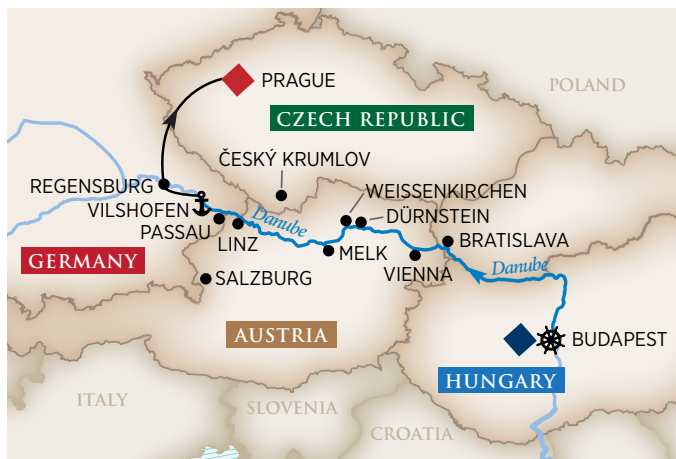 PRAGUE
POLAND
CZECH REPUBLIC
ČESKÝ KRUMLOV
REGENSBURG
WEISSENKIRCHEN
VILSHOFEN
Danube
DÜRNSTEIN
PASSAU
LINZ
BRATISLAVA
MELK
GERMANY
VIENNA
Danube
SALZBURG
AUSTRIA
BUDAPEST
HUNGARY
ITALY
SLOVENIA
CROATIA